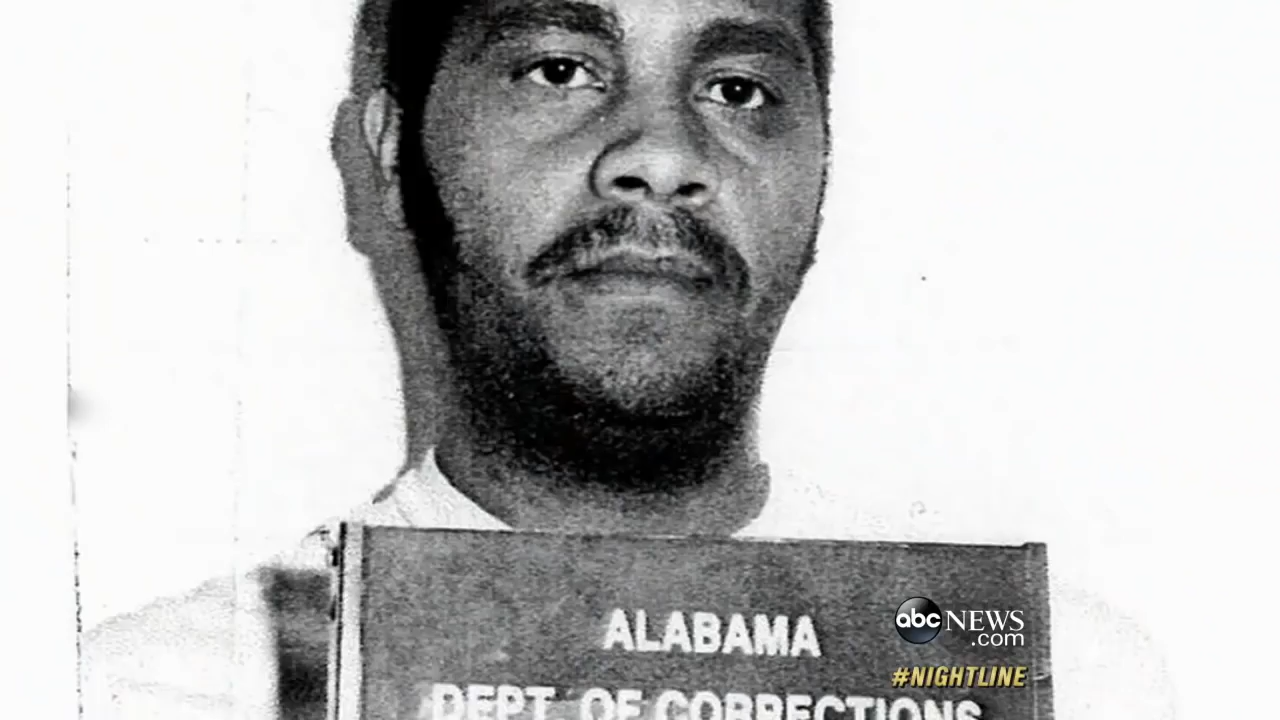 ALABAMA
DEPT. OF CORRECTIONS
abc NEWS
.com
#NIGHTLINE